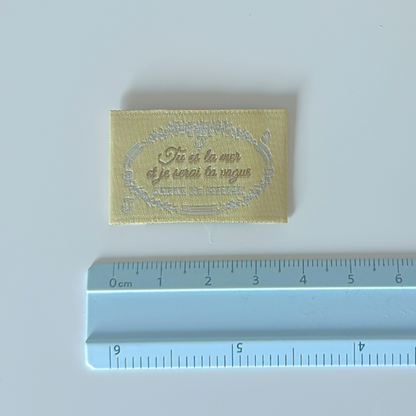 Tu es la mer
et je serai la vague
0cm 1 2 3 4 5 6
6 5 4